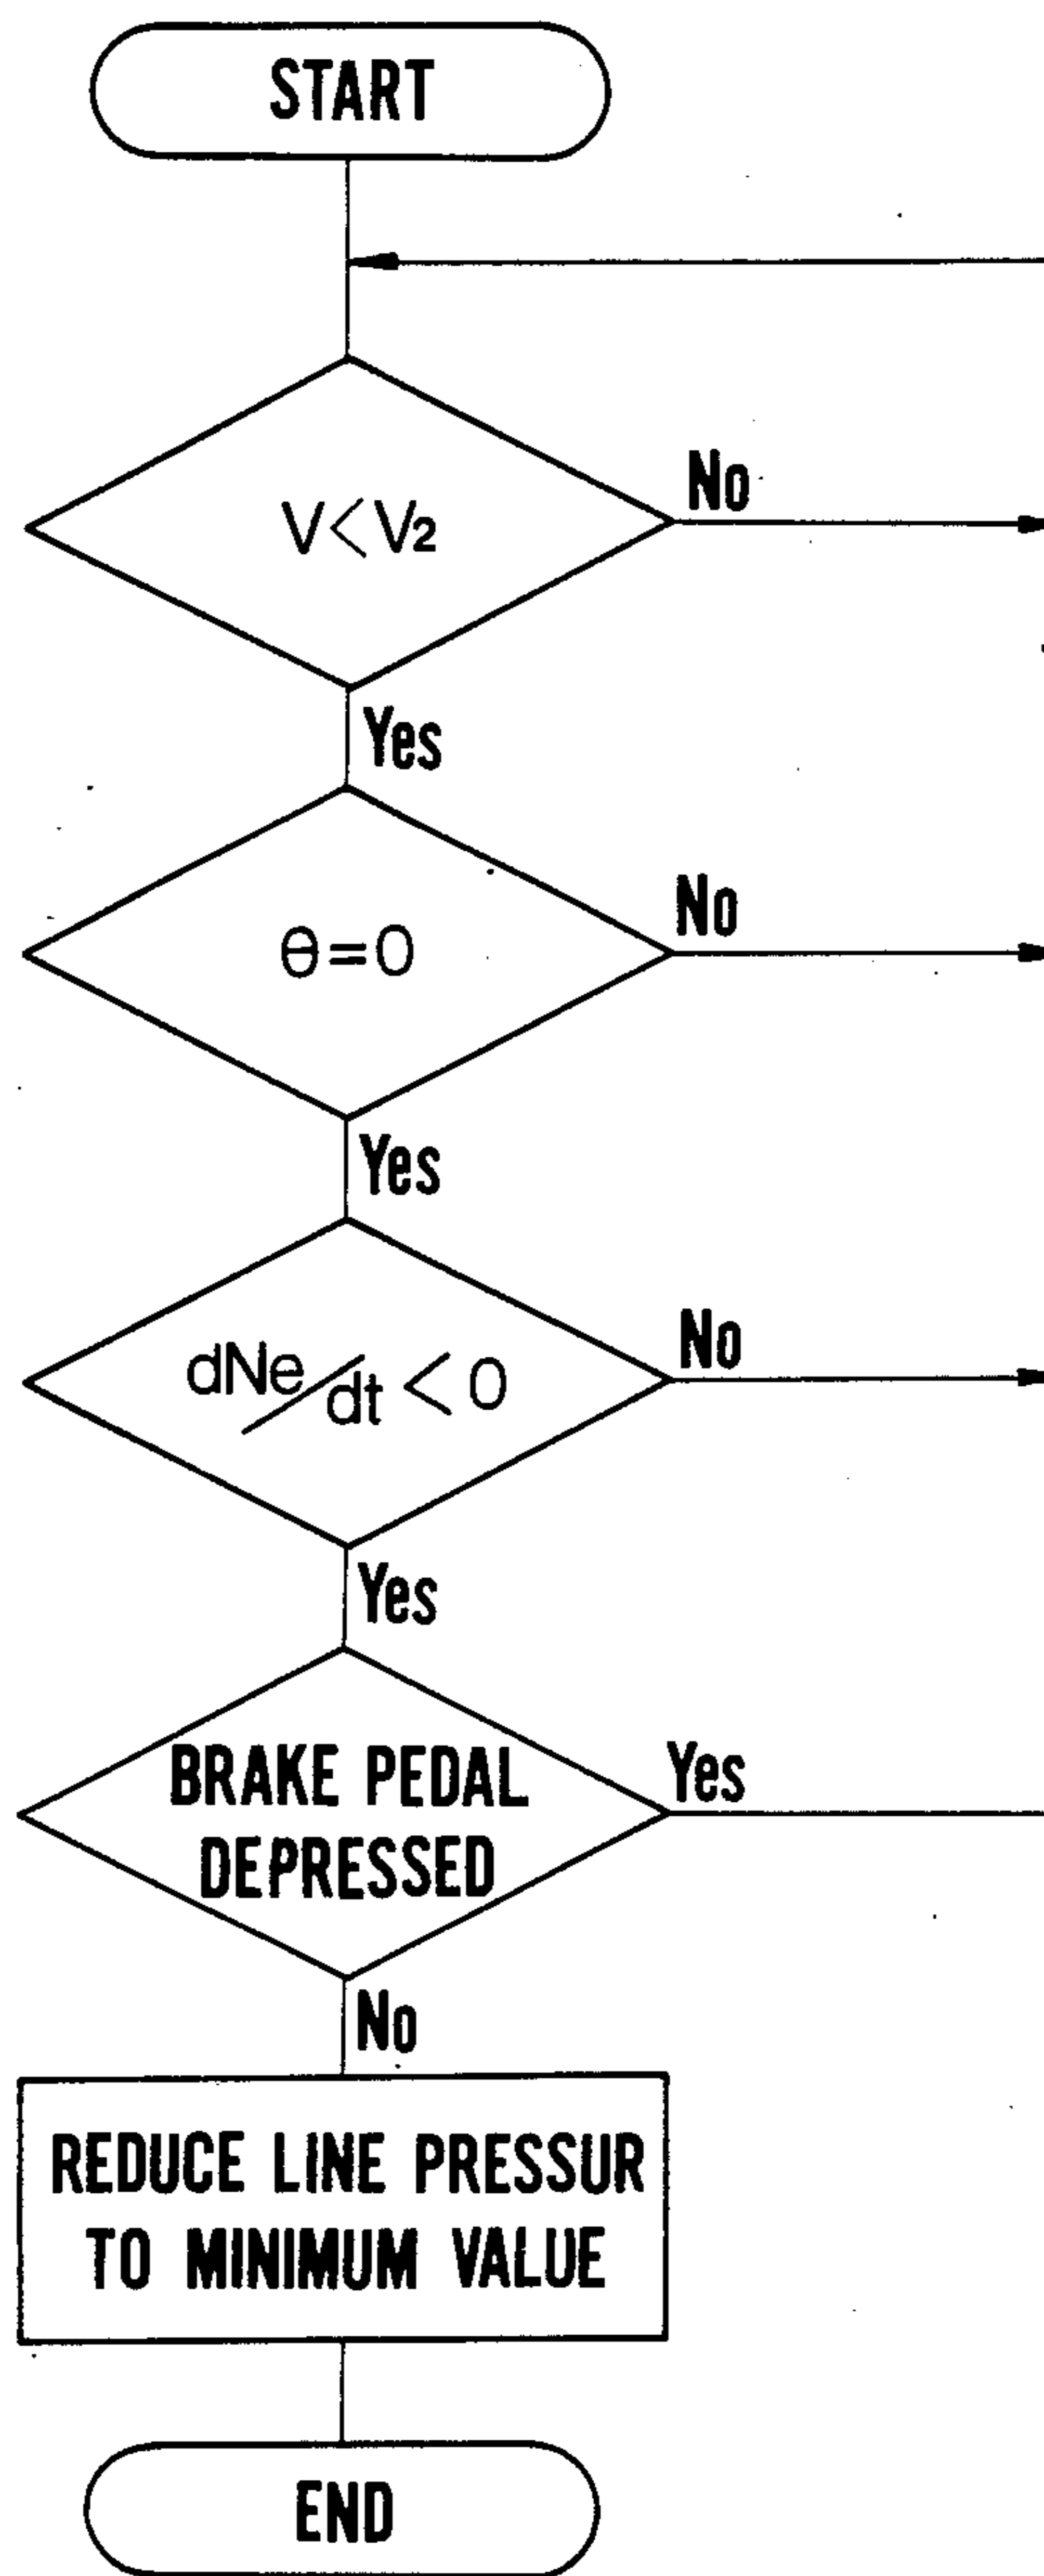 START
V<V2
No
Yes
θ=0
No
Yes
dNe/dt < 0
No
Yes
BRAKE PEDAL
DEPRESSED
Yes
No
REDUCE LINE PRESSUR
TO MINIMUM VALUE
END